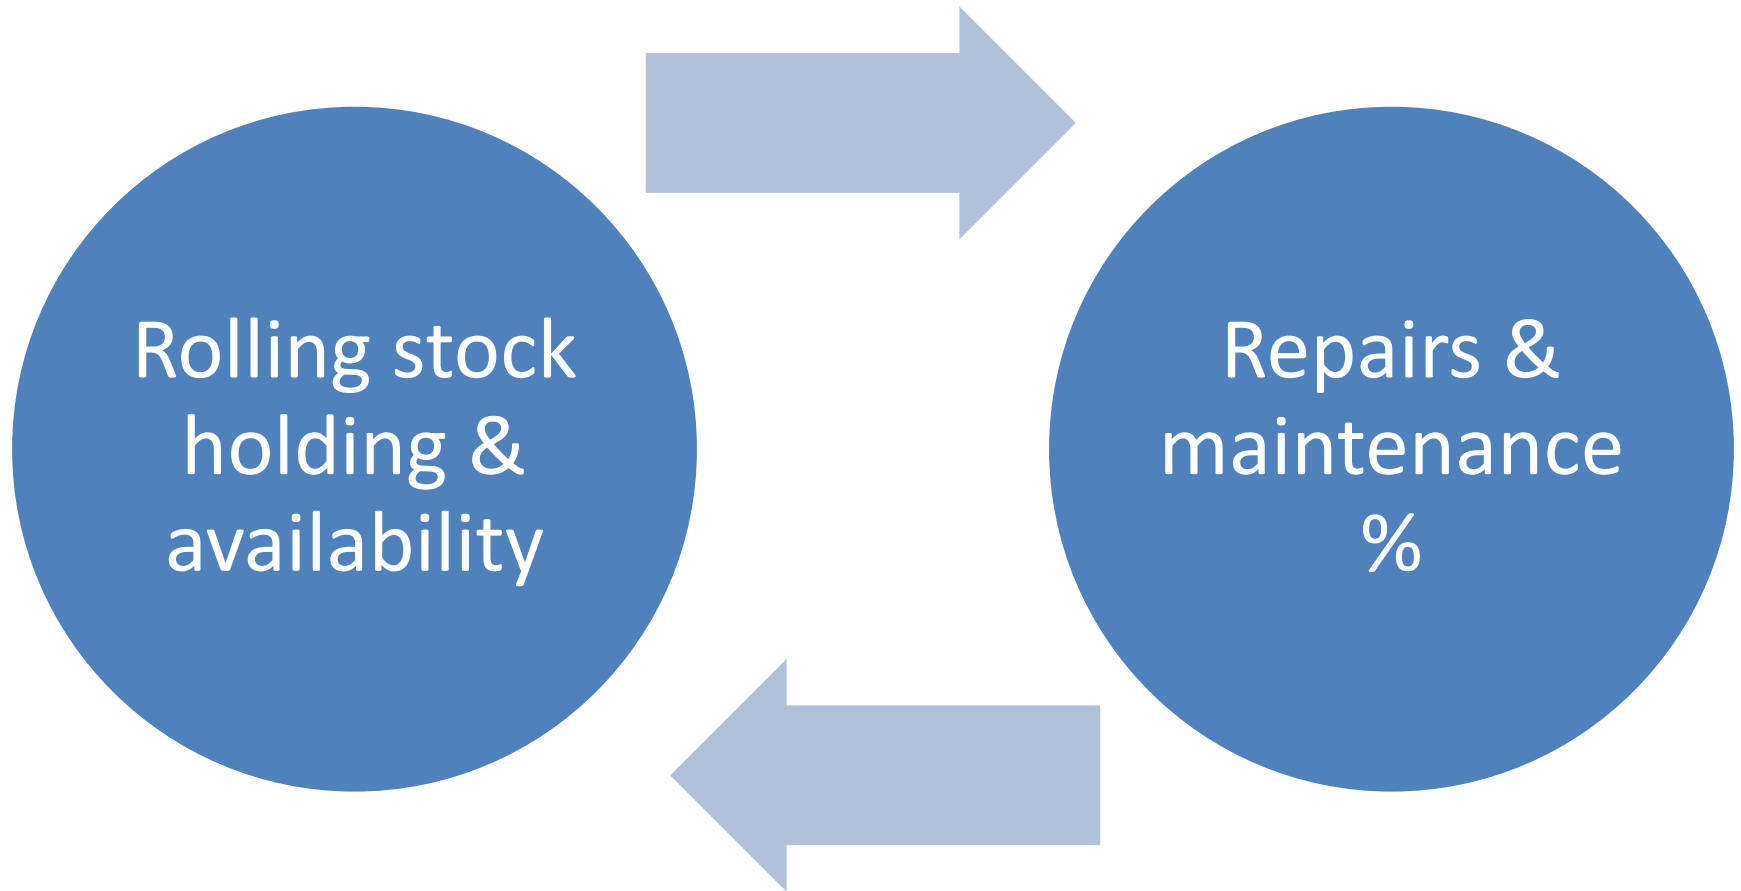 Rolling stock
holding &
availability
Repairs &
maintenance
%